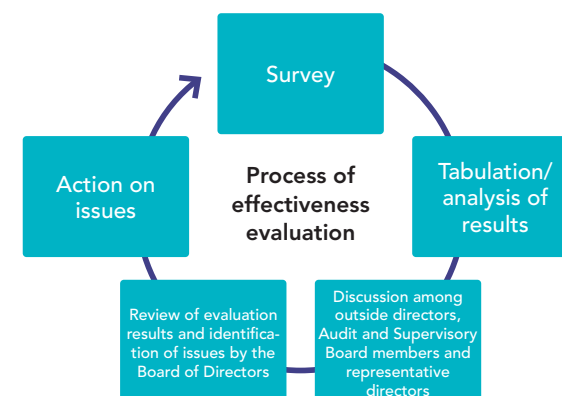 Survey
Tabulation/
analysis of
results
Process of
effectiveness
evaluation
Action on
issues
Discussion among
outside directors,
Audit and Supervisory
Board members and
representative
directors
Review of evaluation
results and identifica-
tion of issues by the
Board of Directors